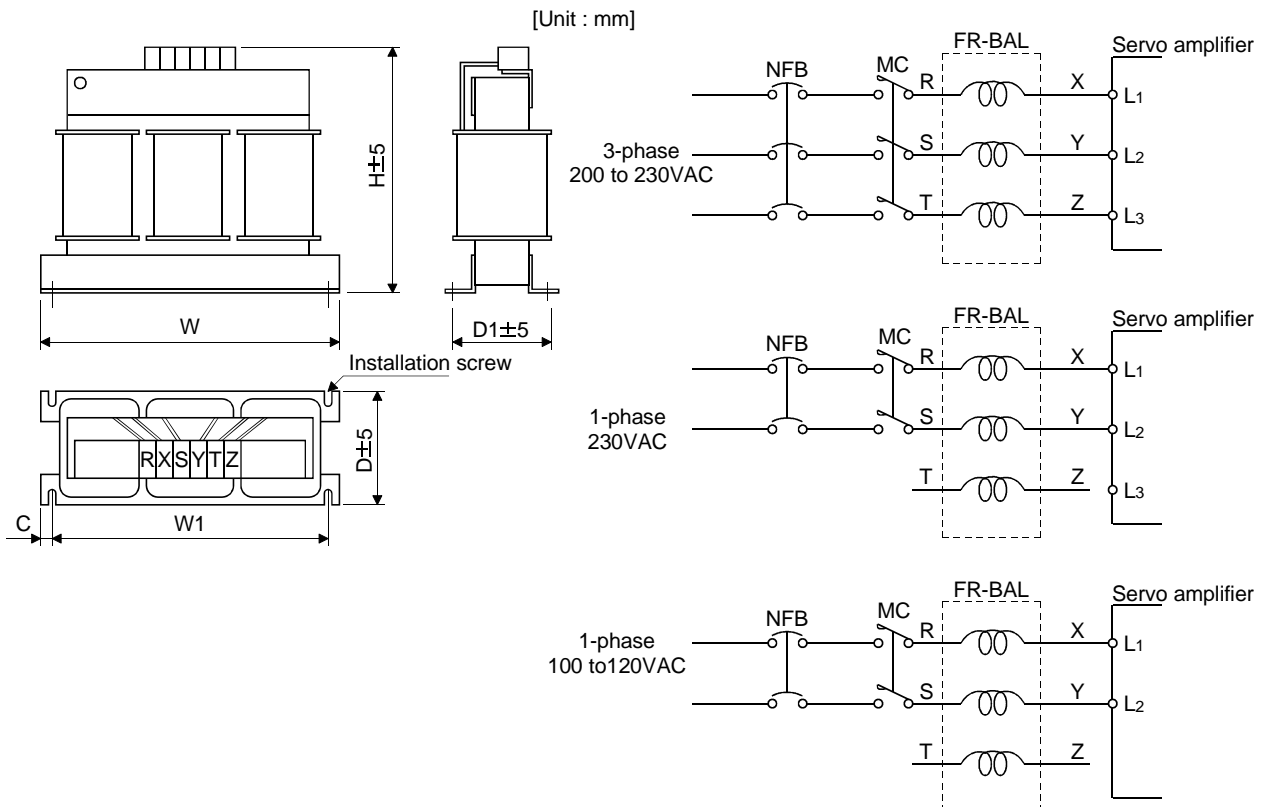 [Unit : mm]
H±5
W
D1±5
Installation screw
RXSYTZ
D±5
C
W1
FR-BAL
Servo amplifier
NFB
MC
R
X
L1
3-phase
200 to 230VAC
S
Y
L2
T
Z
L3
FR-BAL
Servo amplifier
NFB
MC
R
X
L1
1-phase
230VAC
S
Y
L2
T
Z
L3
FR-BAL
Servo amplifier
NFB
MC
R
X
L1
1-phase
100 to120VAC
S
Y
L2
T
Z